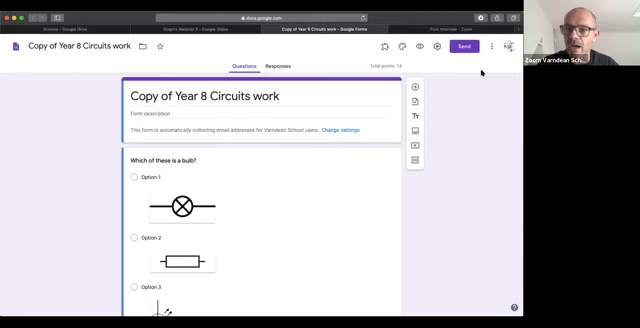 docs.google.com
Science - Google Drive
Graphs Webinar 3 - Google Slides
Copy of Year 8 Circuits work - Google Forms
Post Attendee - Zoom
Copy of Year 8 Circuits work
Send
Zoom Varndean Sch...
Questions
Responses
Total points: 14
Copy of Year 8 Circuits work
Form description
This form is automatically collecting email addresses for Varndean School users. Change settings
Tt
Which of these is a bulb?
Option 1
Option 2
Option 3